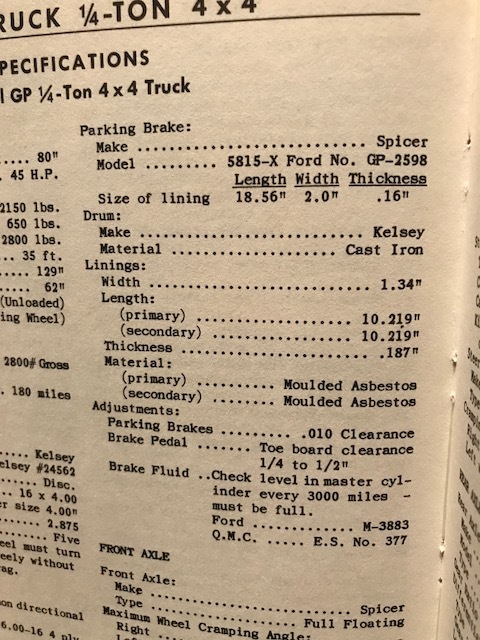 RUCK ¼-TON 4 x 4
PECIFICATIONS
l GP ¼-Ton 4 x 4 Truck
.... 80"
. 45 H.P.
2150 lbs.
650 lbs.
2800 lbs.
... 35 ft.
.... 129"
..... 62"
(Unloaded)
ing Wheel)
2800# Gross
. 180 miles
.... Kelsey
elsey #24562
...... Disc.
.. 16 x 4.00
er size 4.00"
....... 2.875
........ Five
eel must turn
eely without
rag.
on directional
6.00-16 4 ply
Parking Brake:
Make ........................ Spicer
Model ......... 5815-X Ford No. GP-2598
Length Width Thickness
Size of lining 18.56" 2.0" .16"
Drum:
Make ........................ Kelsey
Material .................... Cast Iron
Linings:
Width ........................ 1.34"
Length:
(primary) .................... 10.219"
(secondary) .................. 10.219"
Thickness ..................... .187"
Material:
(primary) ......... Moulded Asbestos
(secondary) ....... Moulded Asbestos
Adjustments:
Parking Brakes ......... .010 Clearance
Brake Pedal ....... Toe board clearance
1/4 to 1/2"
Brake Fluid ..Check level in master cyl-
inder every 3000 miles -
must be full.
Ford ............ M-3883
Q.M.C. ..... E.S. No. 377
FRONT AXLE
Front Axle:
Make ........................ Spicer
Type ................ Full Floating
Maximum Wheel Cramping Angle:
Right